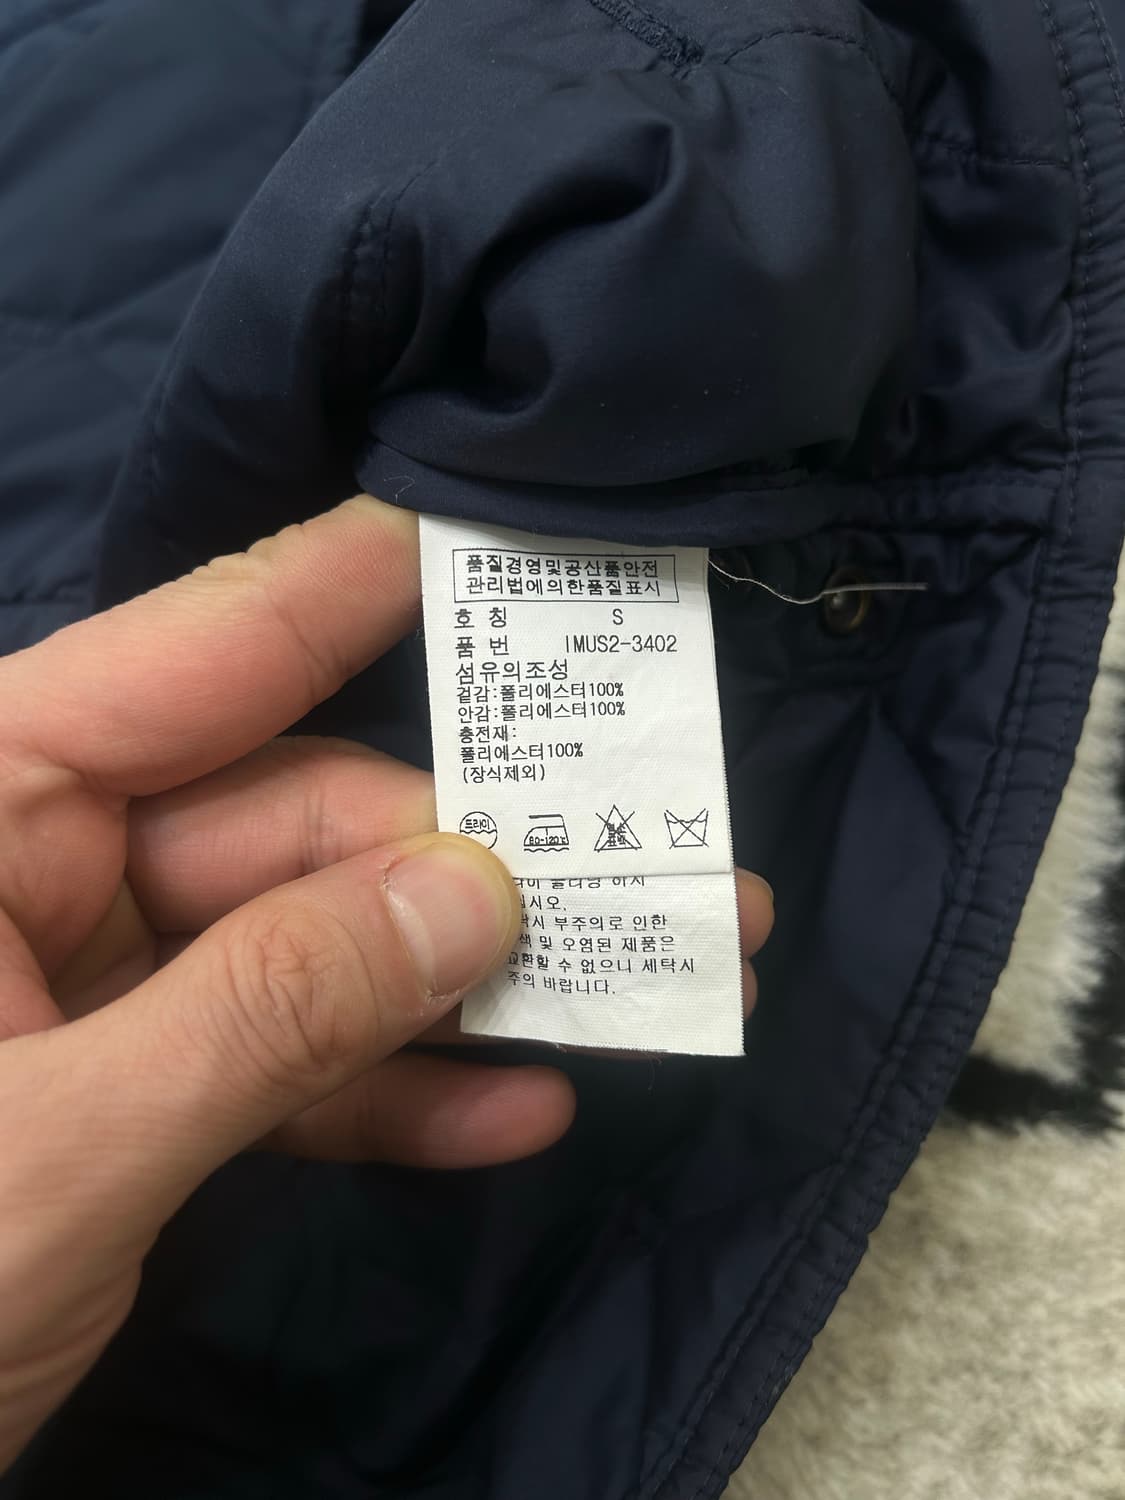 품질경영및공산품안전
관리법에의한품질표시
호 칭 S
품 번 IMUS2-3402
섬유의조성
겉감:폴리에스터100%
안감:폴리에스터100%
충전재:
폴리에스터100%
(장식제외)
드라이
80-120℃
표백
하시
십시오.
부주의로 인한
및 오염된 제품은
교환할 수 없으니 세탁시
주의 바랍니다.